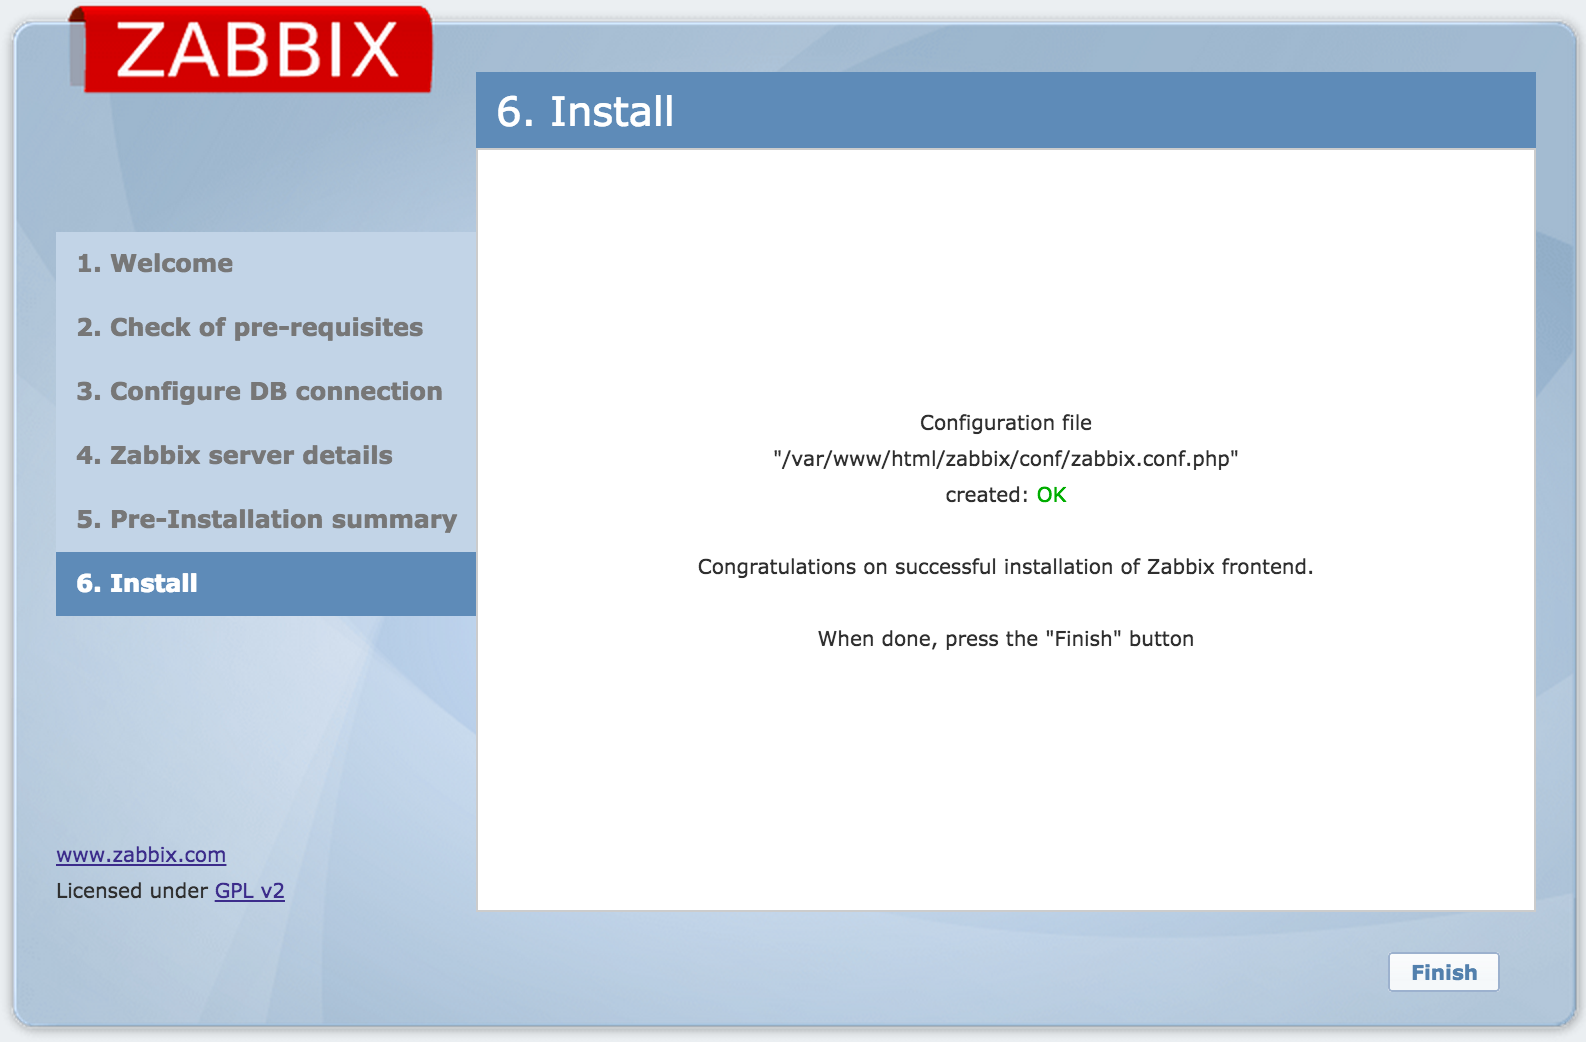 ZABBIX
6. Install
1. Welcome
2. Check of pre-requisites
3. Configure DB connection
4. Zabbix server details
5. Pre-Installation summary
6. Install
Configuration file
"/var/www/html/zabbix/conf/zabbix.conf.php"
created: OK
Congratulations on successful installation of Zabbix frontend.
When done, press the "Finish" button
www.zabbix.com
Licensed under GPL v2
Finish